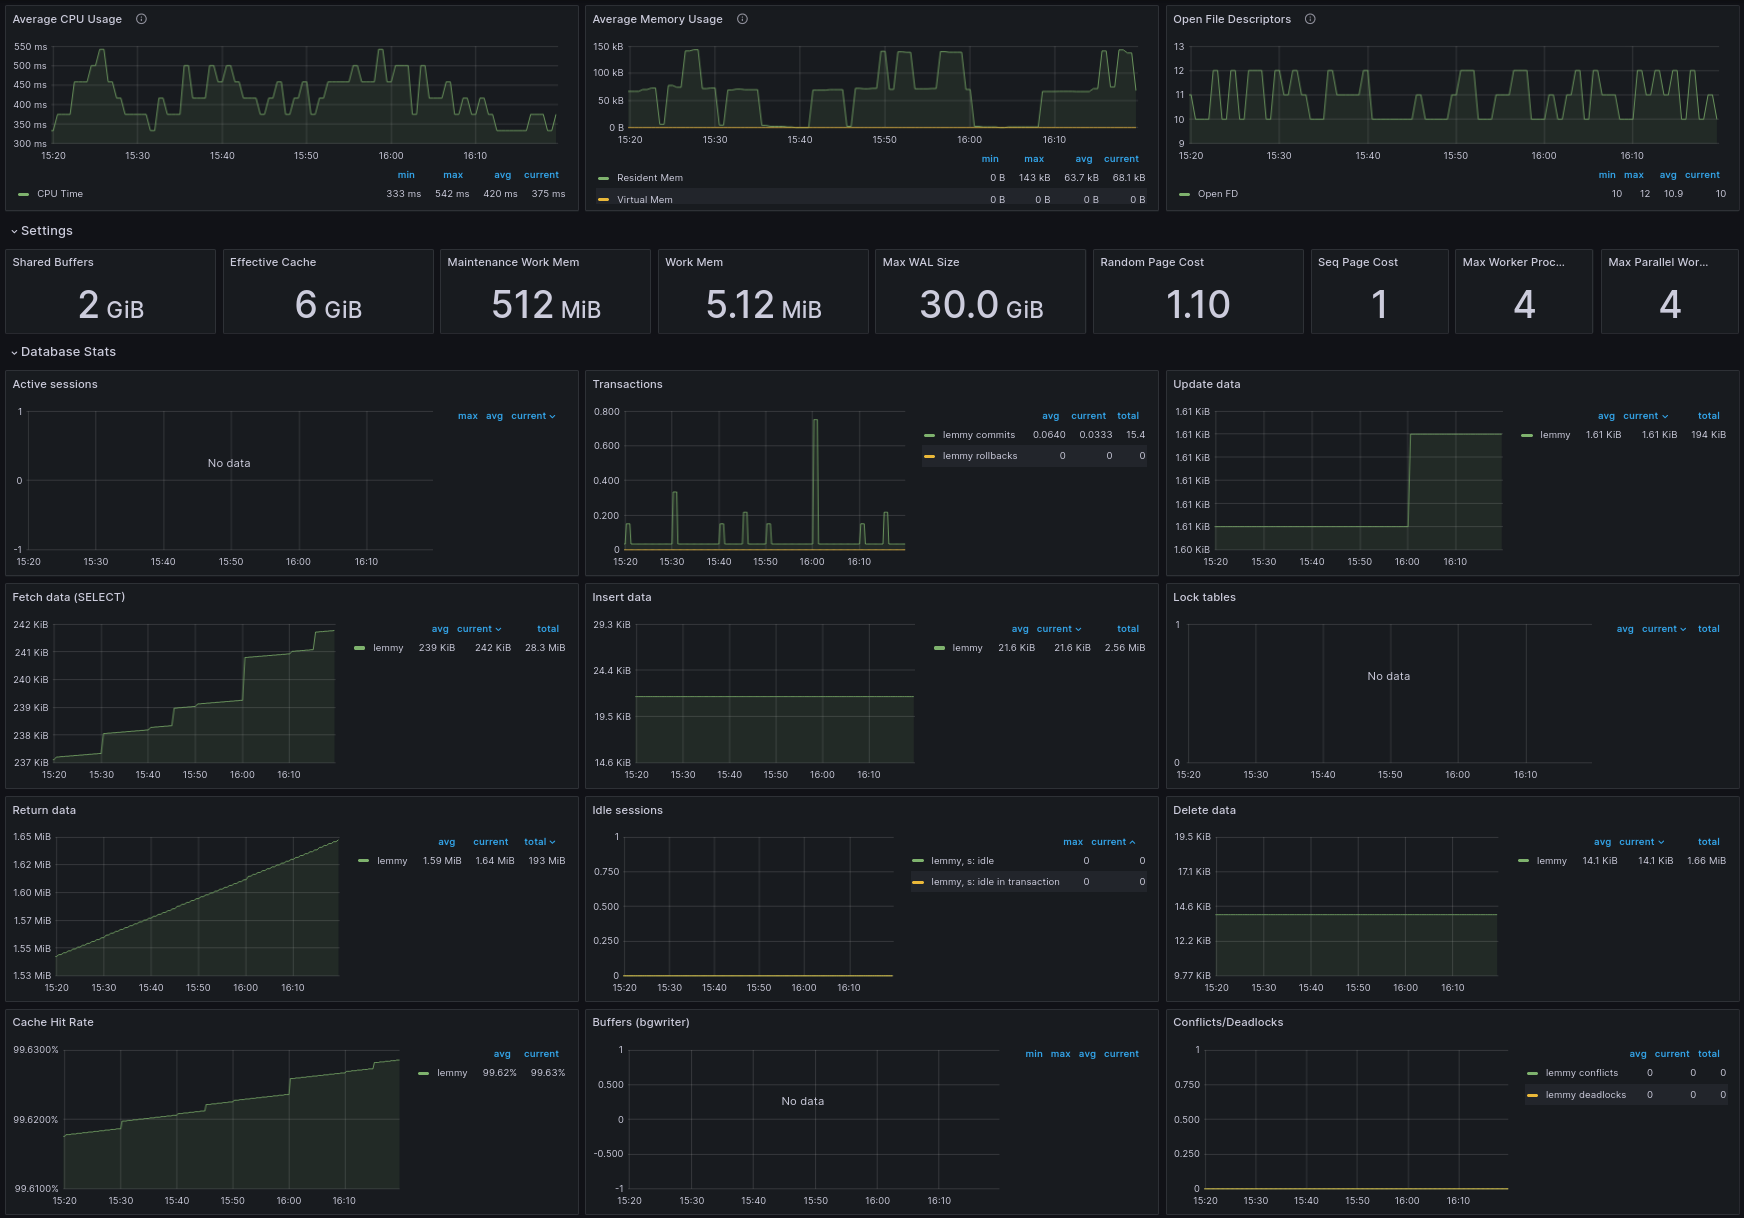 Average CPU Usage
550 ms
500 ms
450 ms
400 ms
350 ms
300 ms
15:20 15:30 15:40 15:50 16:00 16:10
min max avg current
CPU Time 333 ms 542 ms 420 ms 375 ms
Average Memory Usage
150 kB
100 kB
50 kB
0 B
15:20 15:30 15:40 15:50 16:00 16:10
min max avg current
Resident Mem 0 B 143 kB 63.7 kB 68.1 kB
Virtual Mem 0 B 0 B 0 B 0 B
Open File Descriptors
13
12
11
10
9
15:20 15:30 15:40 15:50 16:00 16:10
min max avg current
Open FD 10 12 10.9 10
Settings
Shared Buffers
2 GiB
Effective Cache
6 GiB
Maintenance Work Mem
512 MiB
Work Mem
5.12 MiB
Max WAL Size
30.0 GiB
Random Page Cost
1.10
Seq Page Cost
1
Max Worker Proc...
4
Max Parallel Wor...
4
Database Stats
Active sessions
1
0
-1
No data
15:20 15:30 15:40 15:50 16:00 16:10
max avg current
Transactions
0.800
0.600
0.400
0.200
0
15:20 15:30 15:40 15:50 16:00 16:10
avg current total
lemmy commits 0.0640 0.0333 15.4
lemmy rollbacks 0 0 0
Update data
1.61 KiB
1.61 KiB
1.61 KiB
1.61 KiB
1.61 KiB
1.61 KiB
1.60 KiB
15:20 15:30 15:40 15:50 16:00 16:10
avg current total
lemmy 1.61 KiB 1.61 KiB 194 KiB
Fetch data (SELECT)
242 KiB
241 KiB
240 KiB
239 KiB
238 KiB
237 KiB
15:20 15:30 15:40 15:50 16:00 16:10
avg current total
lemmy 239 KiB 242 KiB 28.3 MiB
Insert data
29.3 KiB
24.4 KiB
19.5 KiB
14.6 KiB
15:20 15:30 15:40 15:50 16:00 16:10
avg current total
lemmy 21.6 KiB 21.6 KiB 2.56 MiB
Lock tables
1
0
No data
15:20 15:30 15:40 15:50 16:00 16:10
avg current total
Return data
1.65 MiB
1.62 MiB
1.60 MiB
1.57 MiB
1.55 MiB
1.53 MiB
15:20 15:30 15:40 15:50 16:00 16:10
avg current total
lemmy 1.59 MiB 1.64 MiB 193 MiB
Idle sessions
1
0.750
0.500
0.250
0
15:20 15:30 15:40 15:50 16:00 16:10
max current
lemmy, s: idle 0 0
lemmy, s: idle in transaction 0 0
Delete data
19.5 KiB
17.1 KiB
14.6 KiB
12.2 KiB
9.77 KiB
15:20 15:30 15:40 15:50 16:00 16:10
avg current total
lemmy 14.1 KiB 14.1 KiB 1.66 MiB
Cache Hit Rate
99.6300%
99.6200%
99.6100%
15:20 15:30 15:40 15:50 16:00 16:10
avg current
lemmy 99.62% 99.63%
Buffers (bgwriter)
1
0.500
0
-0.500
-1
No data
15:20 15:30 15:40 15:50 16:00 16:10
min max avg current
Conflicts/Deadlocks
1
0.750
0.500
0.250
0
15:20 15:30 15:40 15:50 16:00 16:10
avg current total
lemmy conflicts 0 0 0
lemmy deadlocks 0 0 0